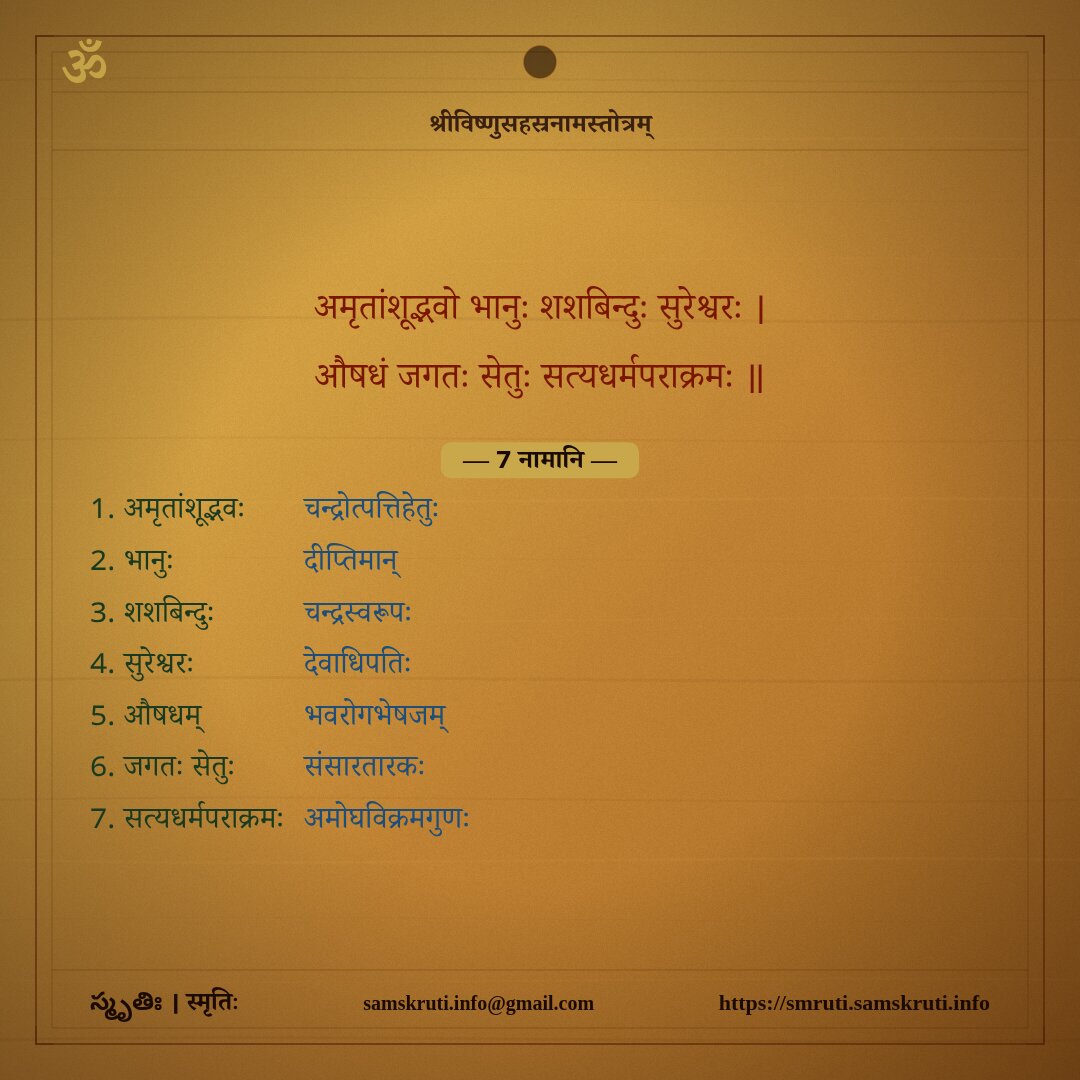 ॐ
श्रीविष्णुसहस्रनामस्तोत्रम्
अमृतांशूद्भवो भानुः शशबिन्दुः सुरेश्वरः |
औषधं जगतः सेतुः सत्यधर्मपराक्रमः ||
— 7 नामानि —
1. अमृतांशूद्भवः चन्द्रोत्पत्तिहेतुः
2. भानुः दीप्तिमान्
3. शशबिन्दुः चन्द्रस्वरूपः
4. सुरेश्वरः देवाधिपतिः
5. औषधम् भवरोगभेषजम्
6. जगतः सेतुः संसारतारकः
7. सत्यधर्मपराक्रमः अमोघविक्रमगुणः
స్మృతిః | स्मृतिः samskruti.info@gmail.com https://smruti.samskruti.info